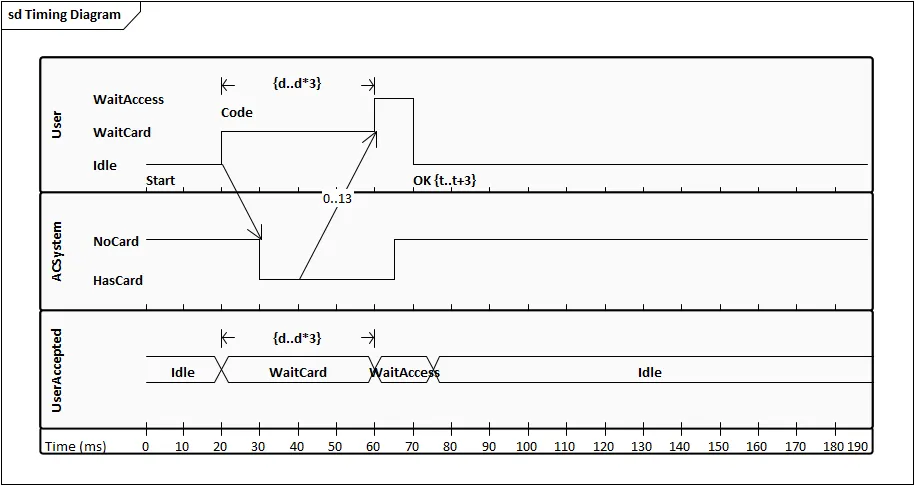 sd Timing Diagram
User
{d..d*3}
WaitAccess
Code
WaitCard
Idle
Start
OK {t..t+3}
0..13
ACSystem
NoCard
HasCard
UserAccepted
{d..d*3}
Idle
WaitCard
WaitAccess
Idle
Time (ms)
0 10 20 30 40 50 60 70 80 90 100 110 120 130 140 150 160 170 180 190